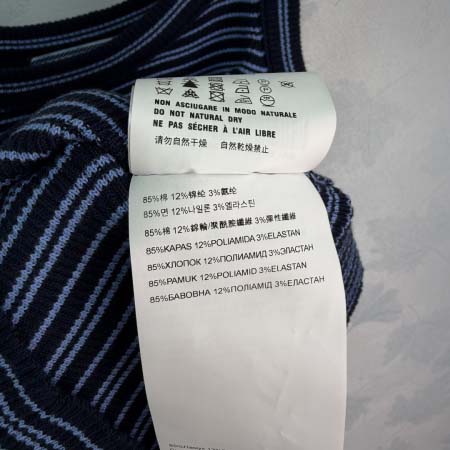 NON ASCIUGARE IN MODO NATURALE
DO NOT NATURAL DRY
NE PAS SÉCHER À L'AIR LIBRE
请勿自然干燥 自然乾燥禁止
85%棉 12%锦纶 3%氨纶
85%면 12%나일론 3%엘라스틴
85%棉 12%錦輪/聚酰胺纖維 3%彈性纖維
85%KAPAS 12%POLIAMIDA 3%ELASTAN
85%ХЛОПОК 12%ПОЛИАМИД 3%ЭЛАСТАН
85%PAMUK 12%POLIAMID 3%ELASTAN
85%БАВОВНА 12%ПОЛІАМІД 3%ЕЛАСТАН